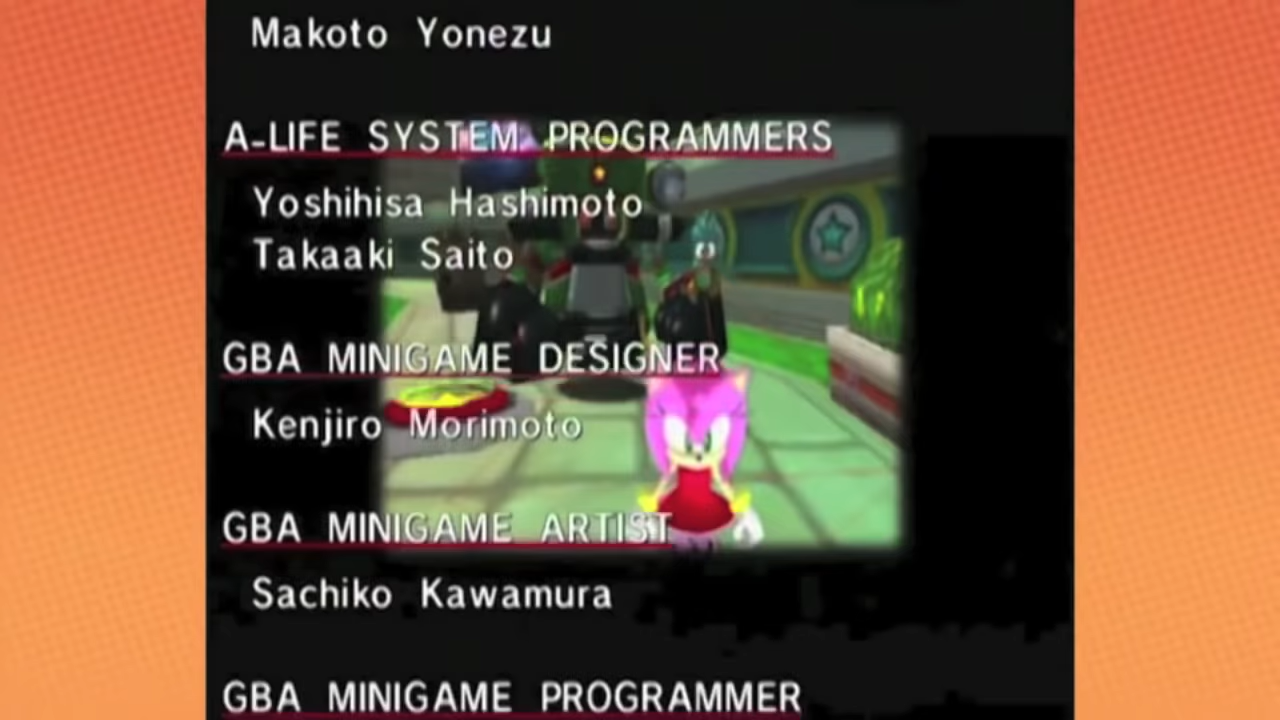 Makoto Yonezu
A-LIFE SYSTEM PROGRAMMERS
Yoshihisa Hashimoto
Takaaki Saito
GBA MINIGAME DESIGNER
Kenjiro Morimoto
GBA MINIGAME ARTIST
Sachiko Kawamura
GBA MINIGAME PROGRAMMER